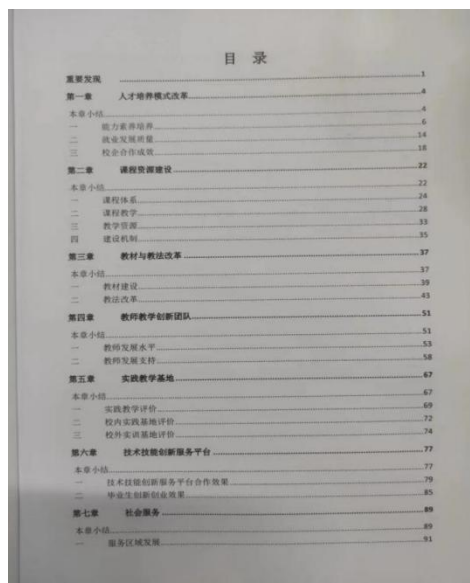 目 录
重要发现 1
第一章 人才培养模式改革 4
本章小结 4
一 能力素养培养 6
二 就业发展质量 14
三 校企合作成效 18
第二章 课程资源建设 22
本章小结 22
一 课程体系 24
二 课程教学 28
三 教学资源 33
四 建设机制 35
第三章 教材与教法改革 37
本章小结 37
一 教材建设 39
二 教法改革 43
第四章 教师教学创新团队 51
本章小结 51
一 教师发展水平 53
二 教师发展支持 58
第五章 实践教学基地 67
本章小结 67
一 实践教学评价 69
二 校内实践基地评价 72
三 校外实训基地评价 74
第六章 技术技能创新服务平台 77
本章小结 77
一 技术技能创新服务平台合作效果 79
二 毕业生创新创业效果 85
第七章 社会服务 89
本章小结 89
一 服务区域发展 91